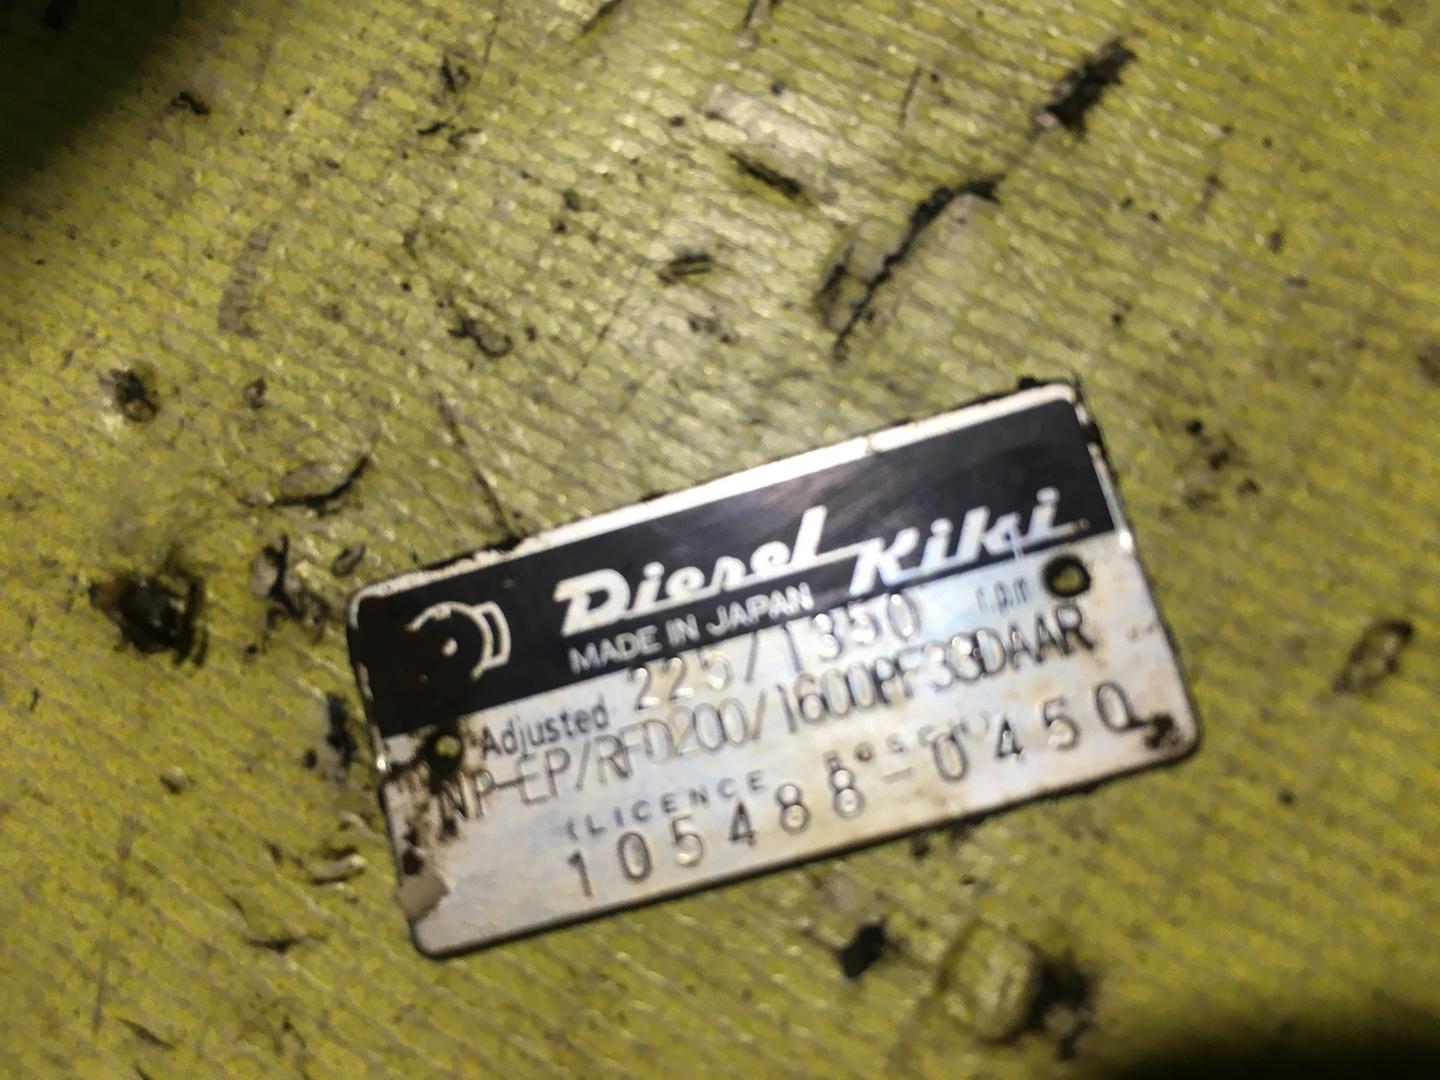 Diesel Kiki
MADE IN JAPAN
Adjusted 225/1350 r.p.m
NP-EP/RFD200/1600PF33DAAR
(LICENCE BOSCH)
105488-0450